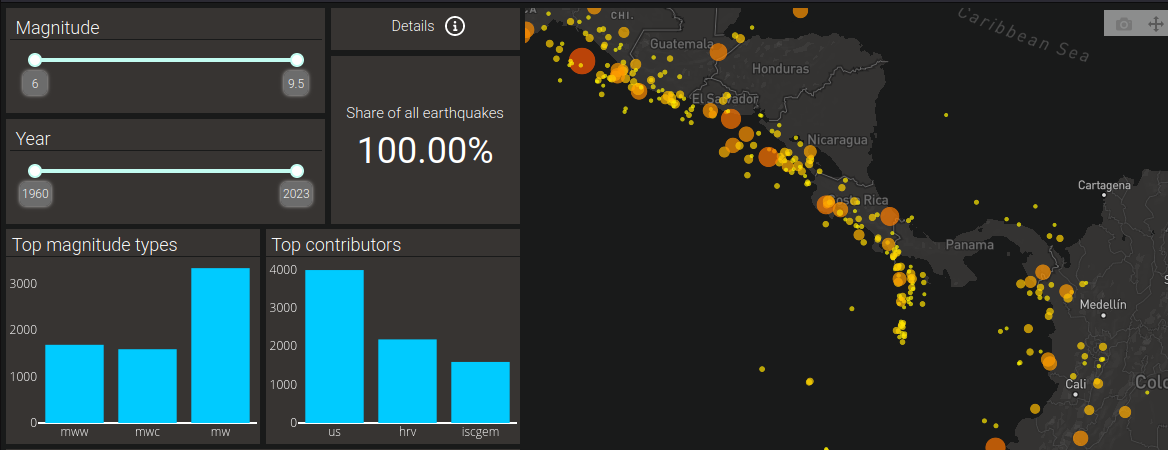 Magnitude
6
9.5
Year
1960
2023
Details
Share of all earthquakes
100.00%
Top magnitude types
3000
2000
1000
0
mww
mwc
mw
Top contributors
4000
3000
2000
1000
0
us
hrv
iscgem
CHI.
Caribbean Sea
Guatemala
Honduras
El Salvador
Nicaragua
Cartagena
Costa Rica
Panama
Medellín
Cali
Colo